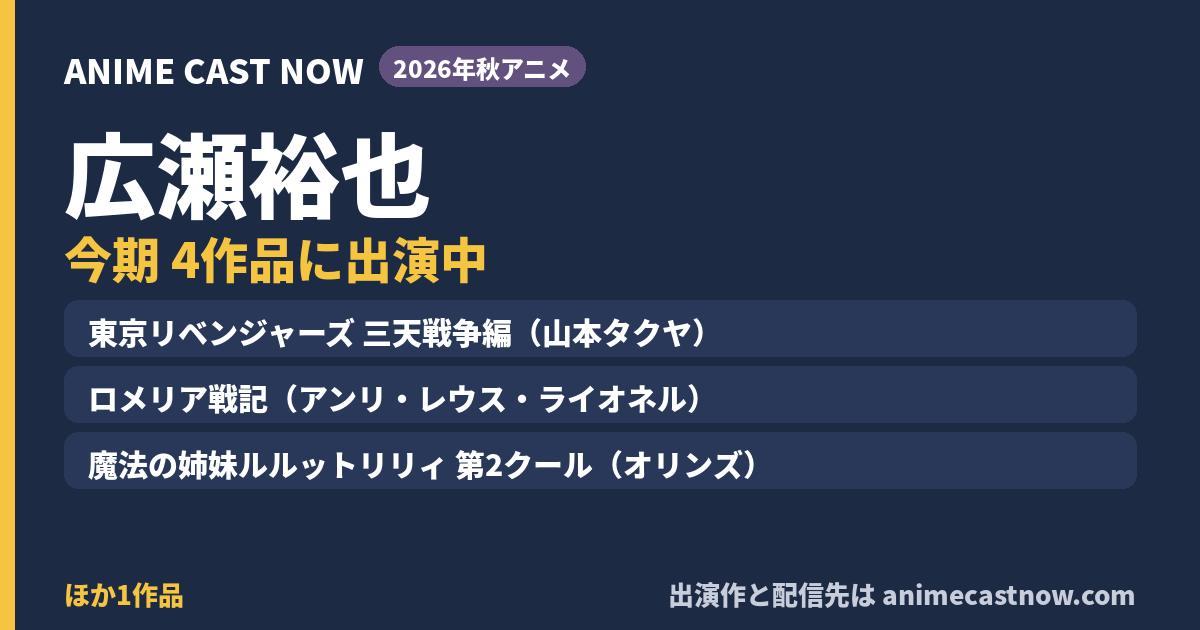 ANIME CAST NOW 2026年秋アニメ
広瀬裕也
今期 4作品に出演中
東京リベンジャーズ 三天戦争編（山本タクヤ）
ロメリア戦記（アンリ・レウス・ライオネル）
魔法の姉妹ルルットリリィ 第2クール（オリンズ）
ほか1作品
出演作と配信先は animecastnow.com